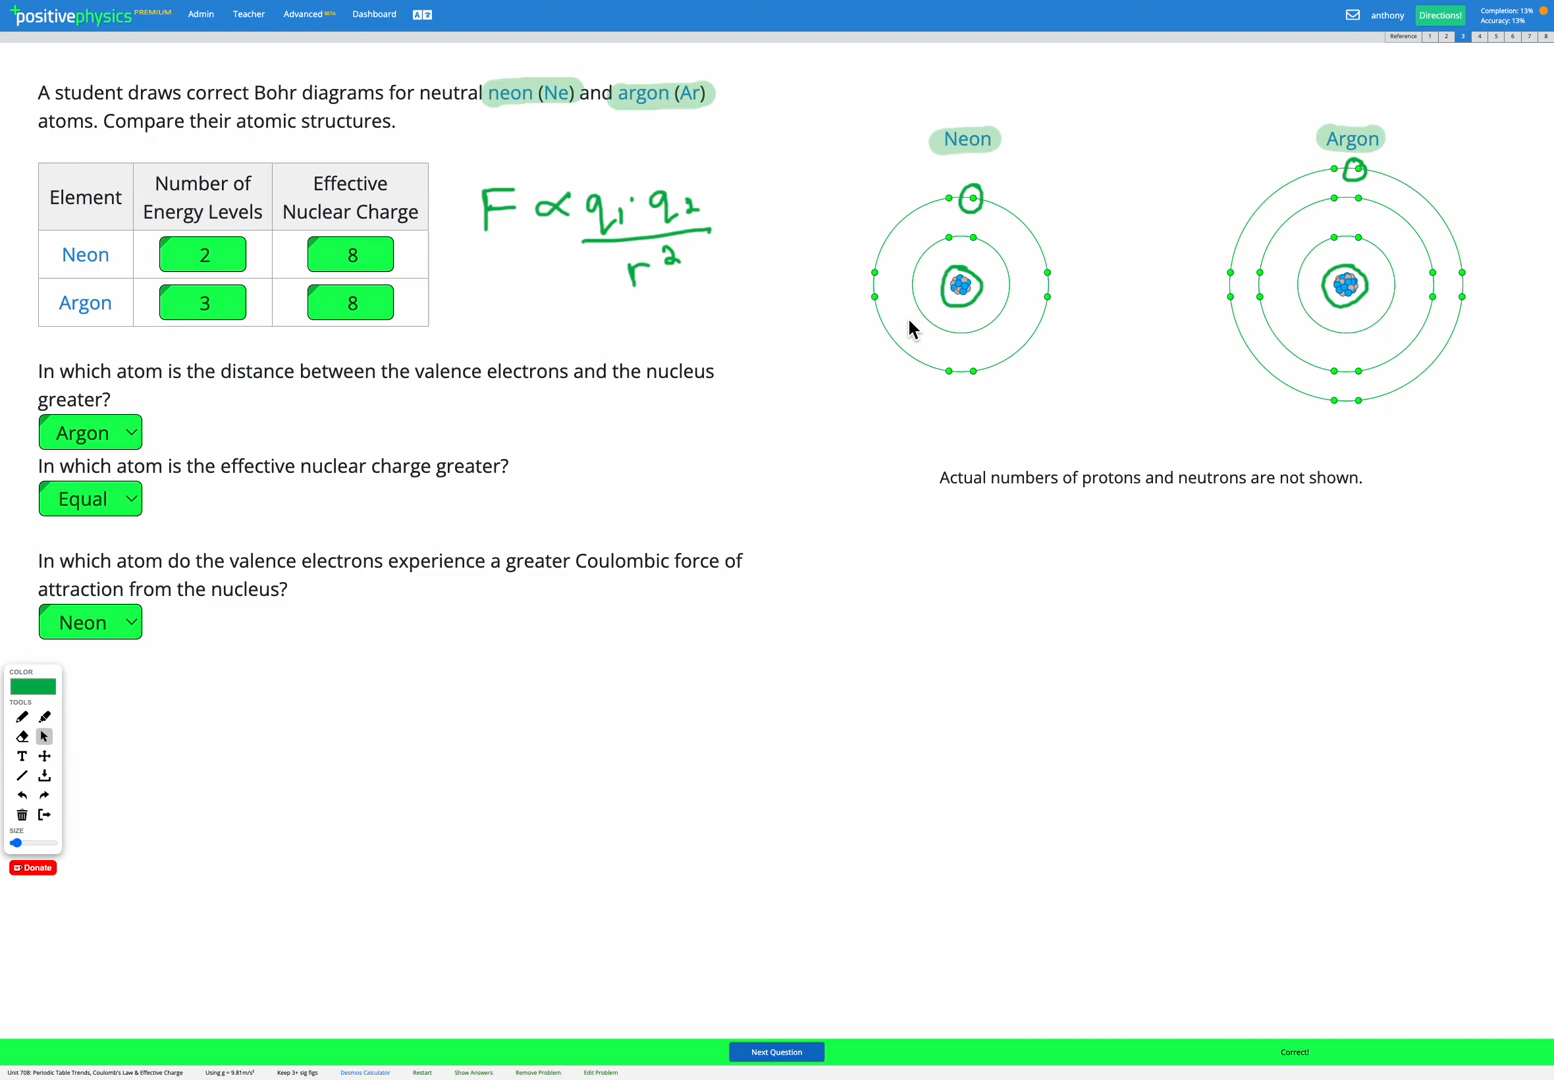 positivephysics PREMIUM Admin Teacher Advanced BETA Dashboard A anthony Directions! Completion: 13% Accuracy: 13%
Reference 1 2 3 4 5 6 7 8
A student draws correct Bohr diagrams for neutral neon (Ne) and argon (Ar)
atoms. Compare their atomic structures.
Element Number of Energy Levels Effective Nuclear Charge
Neon 2 8
Argon 3 8
F ∝ q₁·q₂/r²
Neon Argon
In which atom is the distance between the valence electrons and the nucleus
greater?
Argon
In which atom is the effective nuclear charge greater?
Equal
In which atom do the valence electrons experience a greater Coulombic force of
attraction from the nucleus?
Neon
Actual numbers of protons and neutrons are not shown.
COLOR
TOOLS
T
SIZE
Donate
Next Question Correct!
Unit 708: Periodic Table Trends, Coulomb's Law & Effective Charge Using g = 9.81m/s² Keep 3+ sig figs Desmos Calculator Restart Show Answers Remove Problem Edit Problem